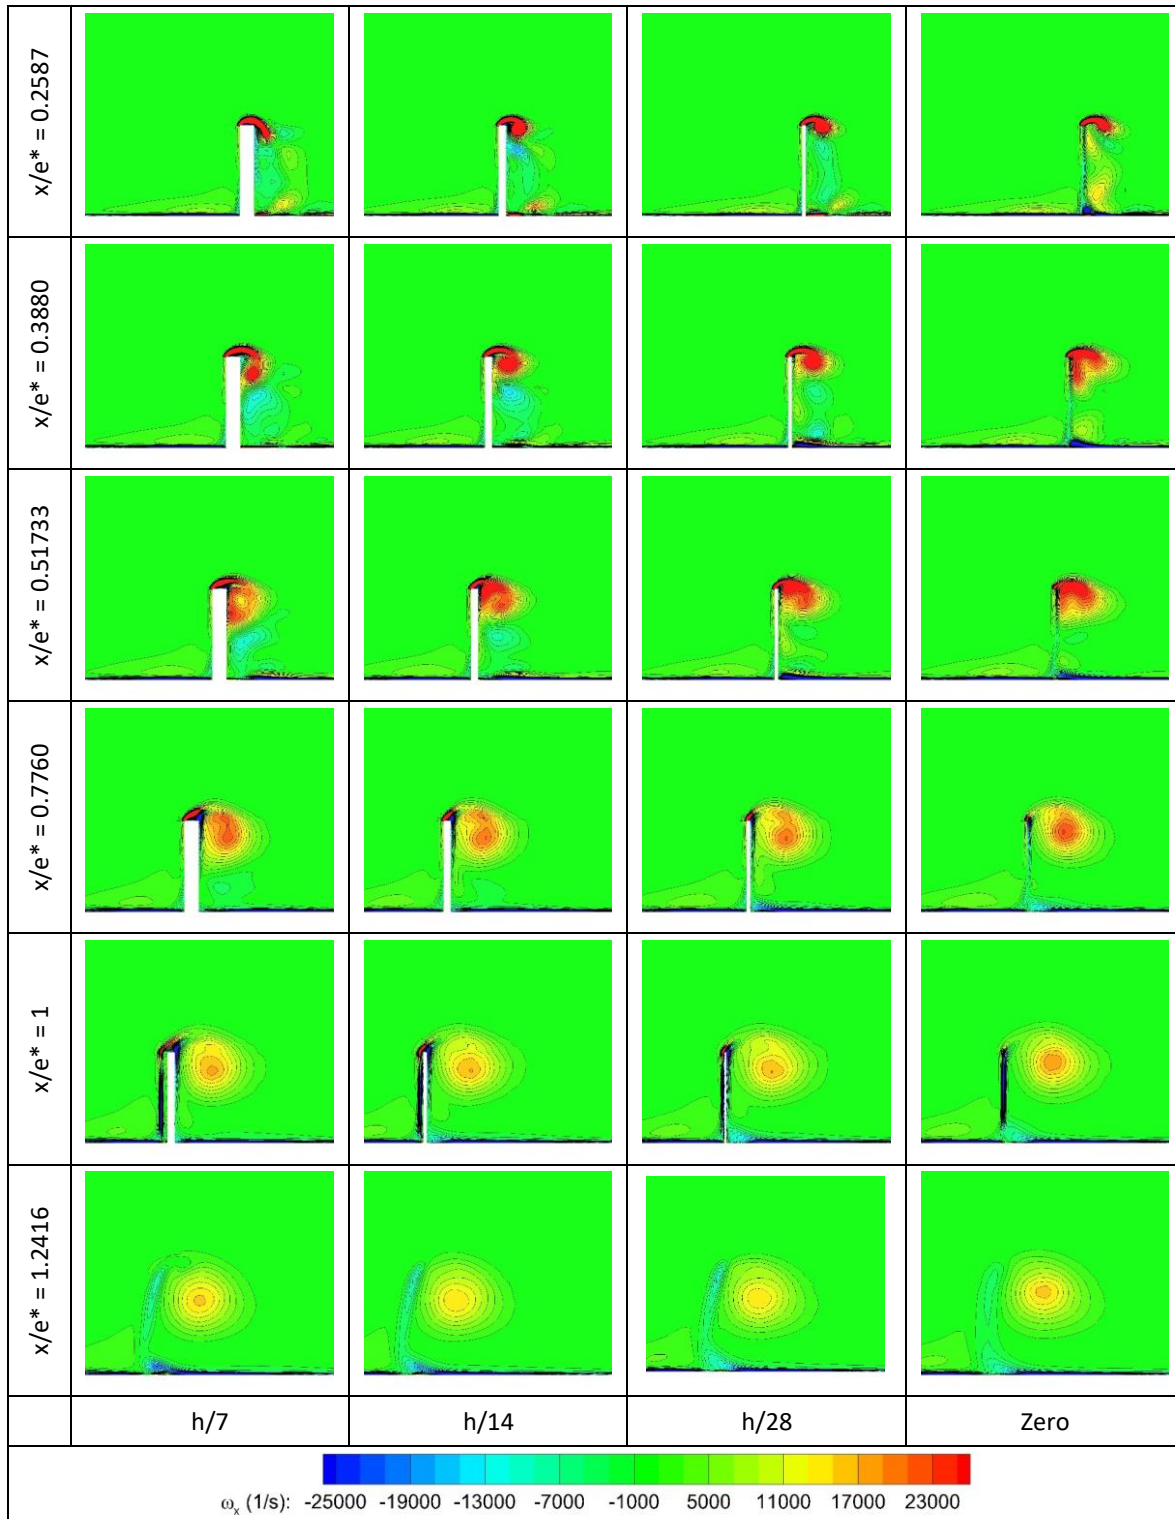 x/e* = 0.2587
x/e* = 0.3880
x/e* = 0.51733
x/e* = 0.7760
x/e* = 1
x/e* = 1.2416
h/7 h/14 h/28 Zero
ωx (1/s): -25000 -19000 -13000 -7000 -1000 5000 11000 17000 23000